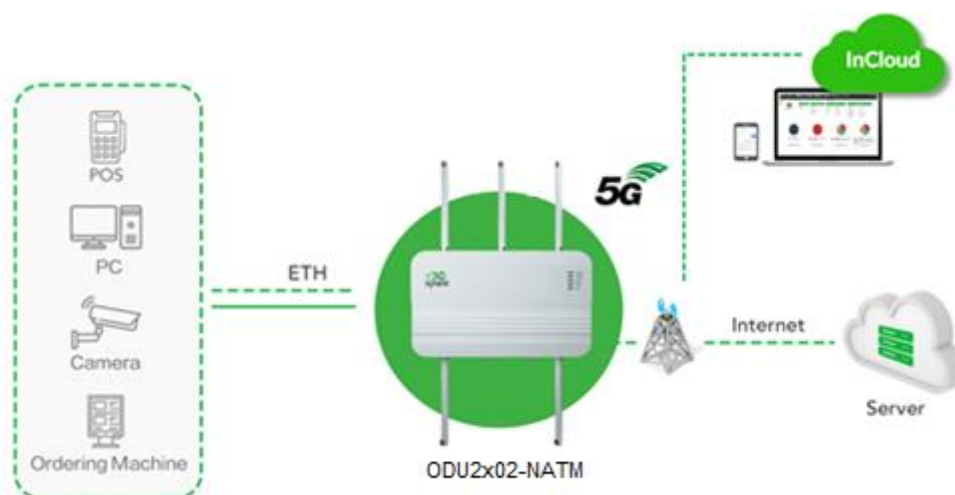 POS
PC
Camera
Ordering Machine
ETH
5G
ODU2x02-NATM
InCloud
Internet
Server